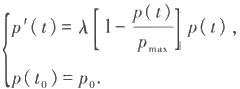 p′(t) = λ [1 − p(t)/p_max] p(t),
p(t_0) = p_0.